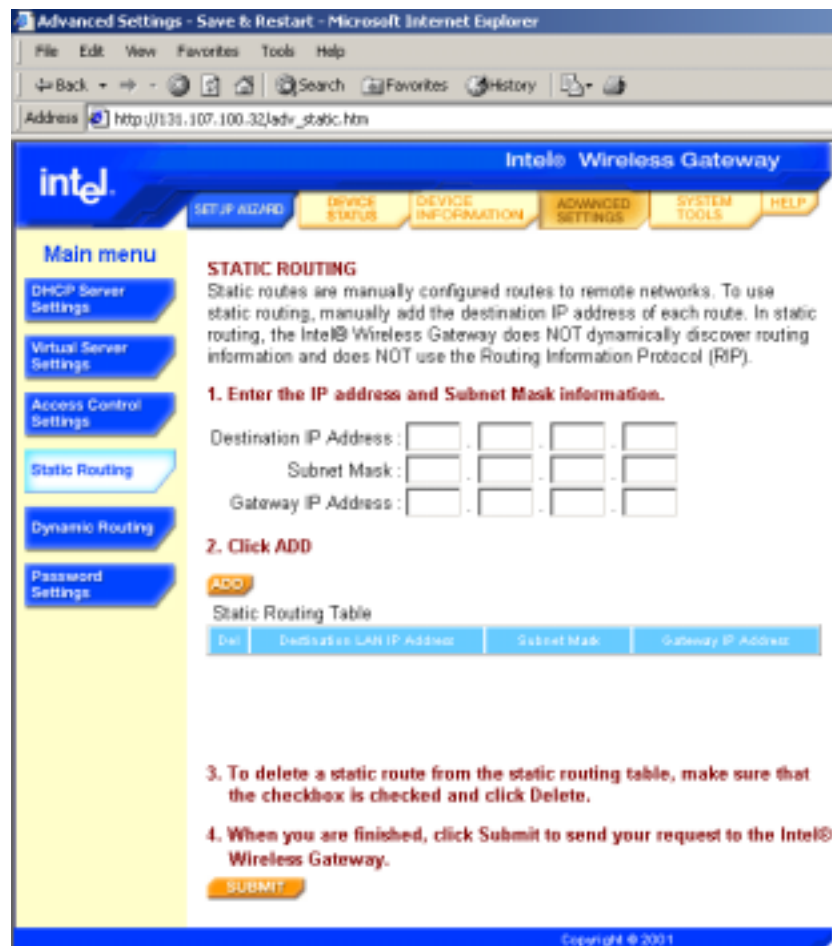 Advanced Settings - Save & Restart - Microsoft Internet Explorer
File Edit View Favorites Tools Help
Back Search Favorites History
Address http://131.107.100.32/adv_static.htm
Intel® Wireless Gateway
intel.
SETUP WIZARD
DEVICE STATUS
DEVICE INFORMATION
ADVANCED SETTINGS
SYSTEM TOOLS
HELP
Main menu
DHCP Server
Settings
Virtual Server
Settings
Access Control
Settings
Static Routing
Dynamic Routing
Password
Settings
STATIC ROUTING
Static routes are manually configured routes to remote networks. To use
static routing, manually add the destination IP address of each route. In static
routing, the Intel® Wireless Gateway does NOT dynamically discover routing
information and does NOT use the Routing Information Protocol (RIP).
1. Enter the IP address and Subnet Mask information.
Destination IP Address : . . .
Subnet Mask : . . .
Gateway IP Address : . . .
2. Click ADD
ADD
Static Routing Table
Del Destination LAN IP Address Subnet Mask Gateway IP Address
3. To delete a static route from the static routing table, make sure that
the checkbox is checked and click Delete.
4. When you are finished, click Submit to send your request to the Intel®
Wireless Gateway.
SUBMIT
Copyright © 2001